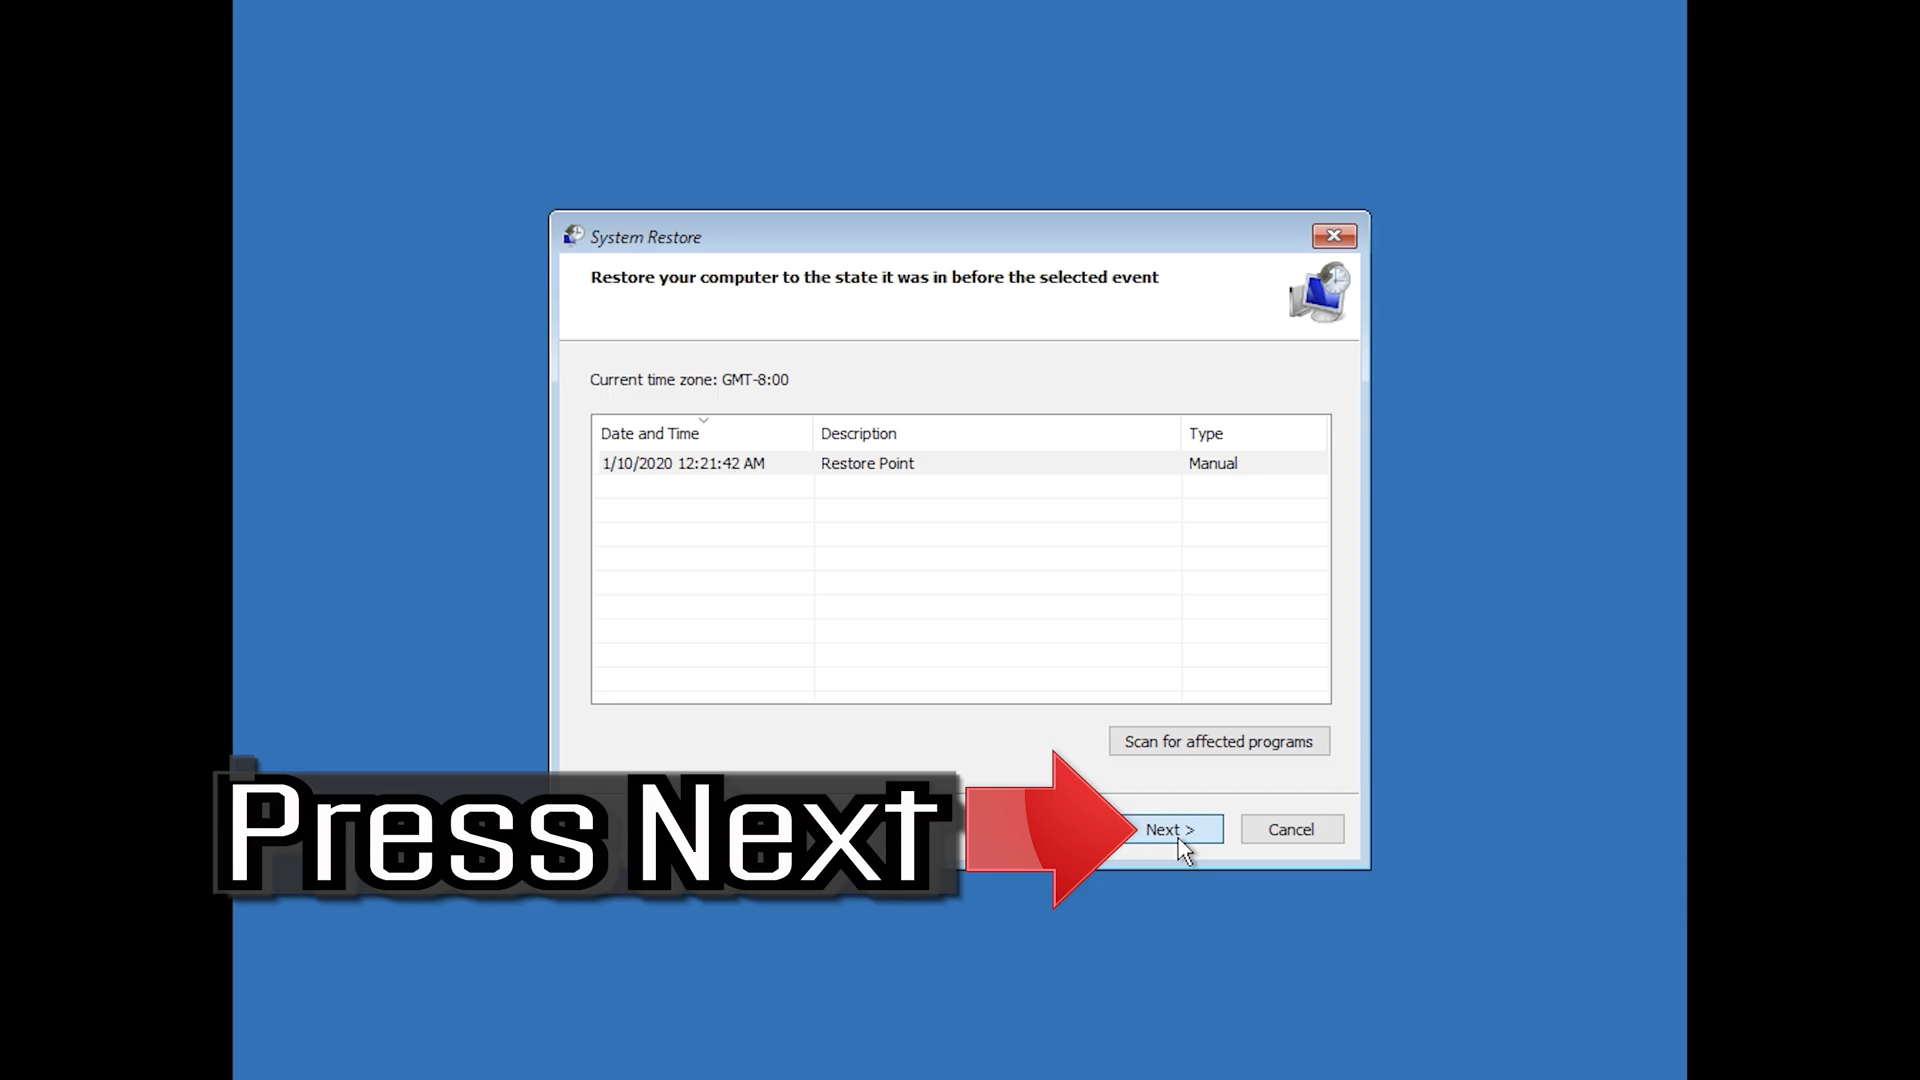 System Restore
Restore your computer to the state it was in before the selected event
Current time zone: GMT-8:00
Date and Time Description Type
1/10/2020 12:21:42 AM Restore Point Manual
Scan for affected programs
Press Next
Next > Cancel